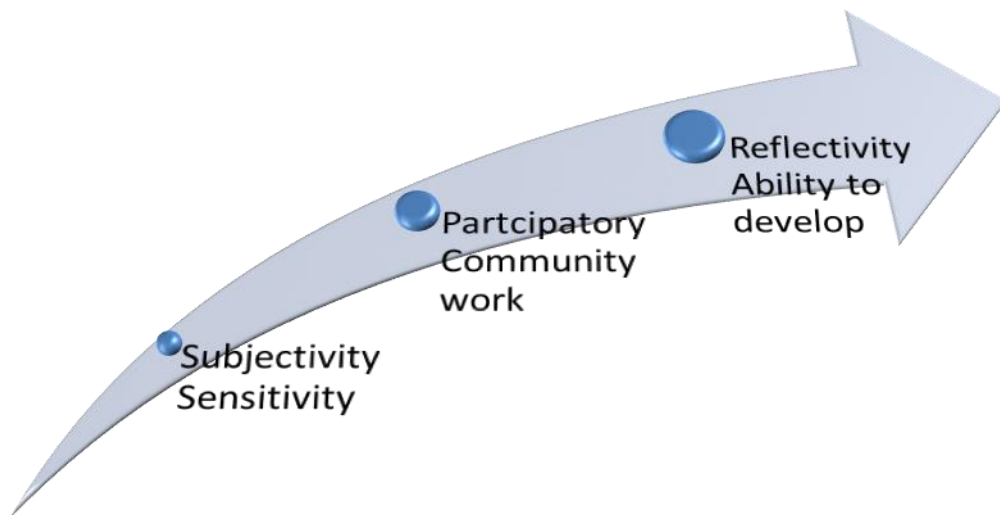 Subjectivity
Sensitivity
Partcipatory
Community
work
Reflectivity
Ability to
develop